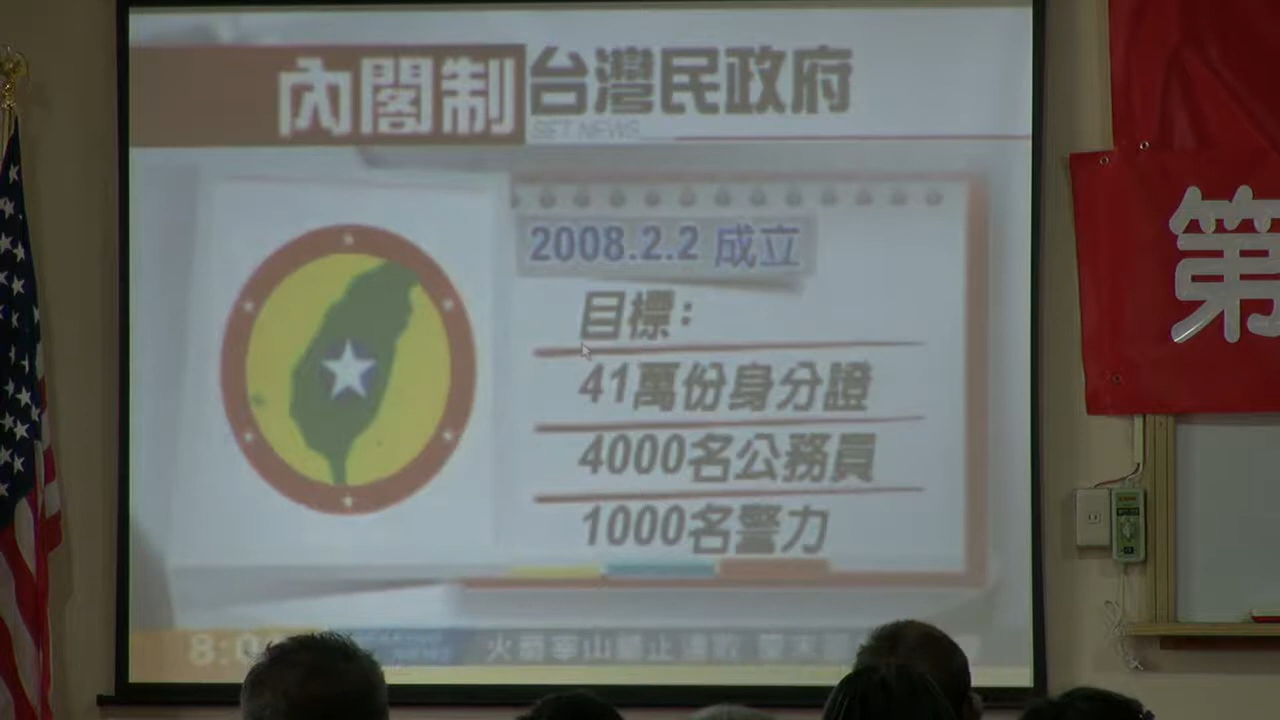 內閣制 台灣民政府
SET NEWS
2008.2.2 成立
目標:
41萬份身分證
4000名公務員
1000名警力
第